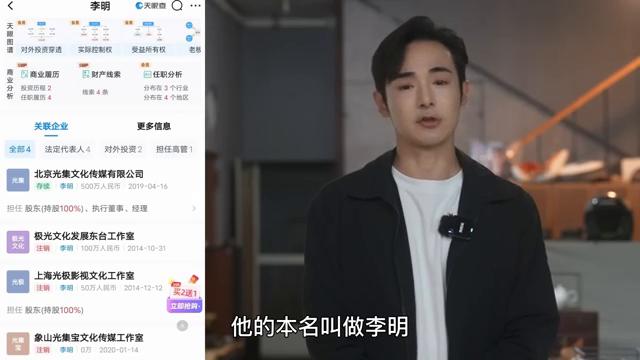 李明
天眼查
天眼图谱
对外投资穿透
实际控制权
受益所有权
老板
商业分析
商业履历
财产线索
任职分析
投资历程 2
任职履历 4
线索 4 条
分布在 3 个行业
分布在 4 个地区
关联企业
更多信息
全部 4
法定代表人 4
对外投资 2
担任高管 1
光集
北京光集文化传媒有限公司
存续 李明 500万人民币 2019-04-16
担任 股东(持股100%)、执行董事、经理
极光文化
极光文化发展东台工作室
注销 李明 100万人民币 2014-10-31
光极
上海光极影视文化工作室
注销 李明 50万人民币 2014-12-12
买2送1
立即抢购
担任 股东(持股100%)
光集宝
象山光集宝文化传媒工作室
注销 李明 0万 2020-01-14
他的本名叫做李明